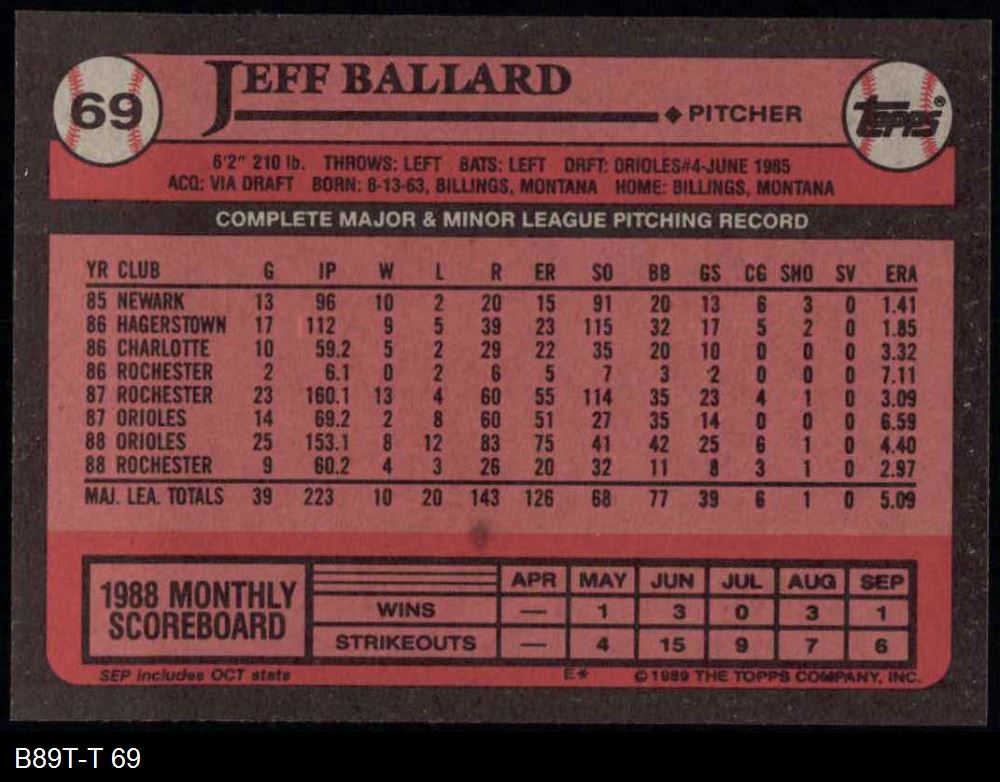 69
JEFF BALLARD
PITCHER
Topps®
6'2" 210 lb. THROWS: LEFT BATS: LEFT DRFT: ORIOLES#4-JUNE 1985
ACQ: VIA DRAFT BORN: 8-13-63, BILLINGS, MONTANA HOME: BILLINGS, MONTANA
COMPLETE MAJOR & MINOR LEAGUE PITCHING RECORD
YR CLUB G IP W L R ER SO BB GS CG SHO SV ERA
85 NEWARK 13 96 10 2 20 15 91 20 13 6 3 0 1.41
86 HAGERSTOWN 17 112 9 5 39 23 115 32 17 5 2 0 1.85
86 CHARLOTTE 10 59.2 5 2 29 22 35 20 10 0 0 0 3.32
86 ROCHESTER 2 6.1 0 2 6 5 7 3 2 0 0 0 7.11
87 ROCHESTER 23 160.1 13 4 60 55 114 35 23 4 1 0 3.09
87 ORIOLES 14 69.2 2 8 60 51 27 35 14 0 0 0 6.59
88 ORIOLES 25 153.1 8 12 83 75 41 42 25 6 1 0 4.40
88 ROCHESTER 9 60.2 4 3 26 20 32 11 8 3 1 0 2.97
MAJ. LEA. TOTALS 39 223 10 20 143 126 68 77 39 6 1 0 5.09
1988 MONTHLY SCOREBOARD
APR MAY JUN JUL AUG SEP
WINS — 1 3 0 3 1
STRIKEOUTS — 4 15 9 7 6
SEP includes OCT stats E* © 1989 THE TOPPS COMPANY, INC.
B89T-T 69